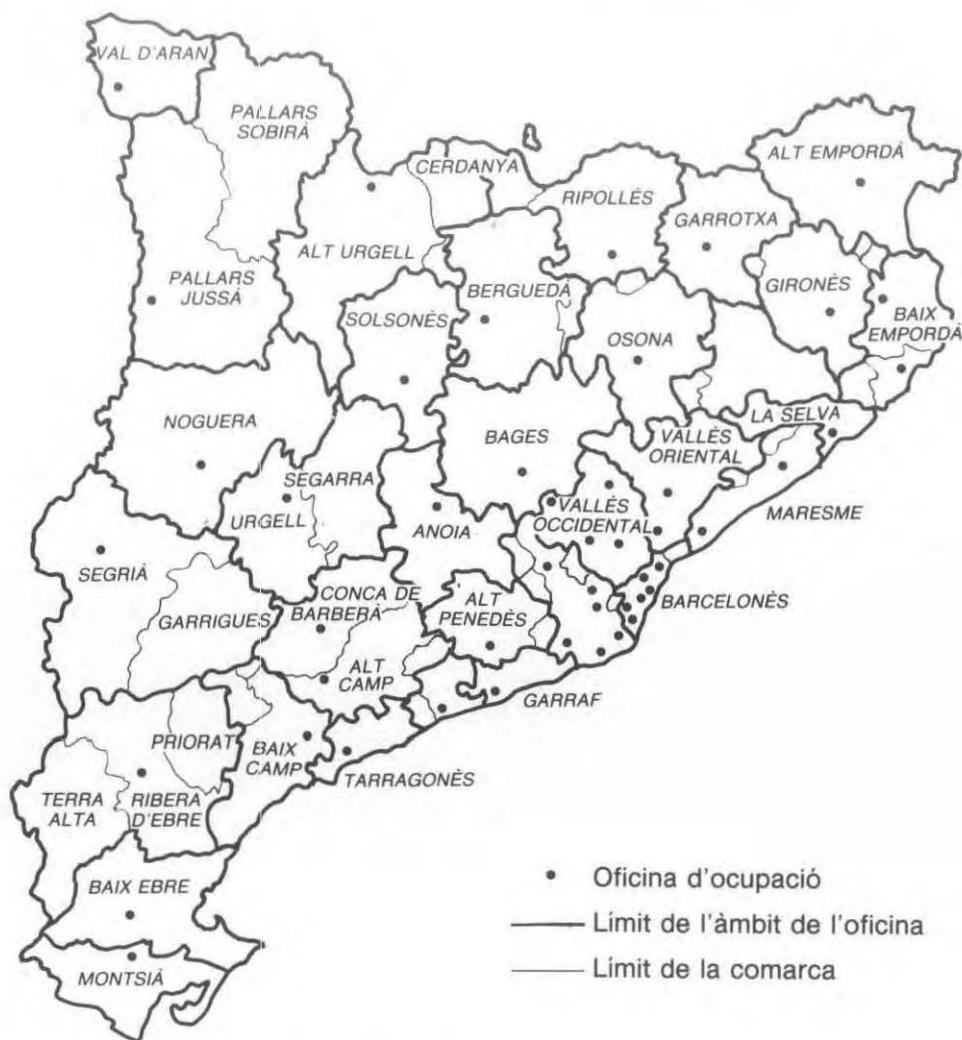 VAL D'ARAN
PALLARS
SOBIRÀ
CERDANYA
RIPOLLÈS
ALT EMPORDÀ
GARROTXA
ALT URGELL
PALLARS
JUSSÀ
BERGUEDÀ
GIRONÈS
BAIX
EMPORDÀ
SOLSONÈS
OSONA
NOGUERA
LA SELVA
BAGES
VALLÈS
ORIENTAL
SEGARRA
URGELL
ANOIA
VALLÈS
OCCIDENTAL
MARESME
SEGRIÀ
GARRIGUES
CONCA DE
BARBERÀ
ALT
PENEDÈS
BARCELONÈS
ALT
CAMP
GARRAF
PRIORAT
BAIX
CAMP
TARRAGONÈS
TERRA
ALTA
RIBERA
D'EBRE
BAIX EBRE
MONTSIÀ
Oficina d'ocupació
Límit de l'àmbit de l'oficina
Límit de la comarca